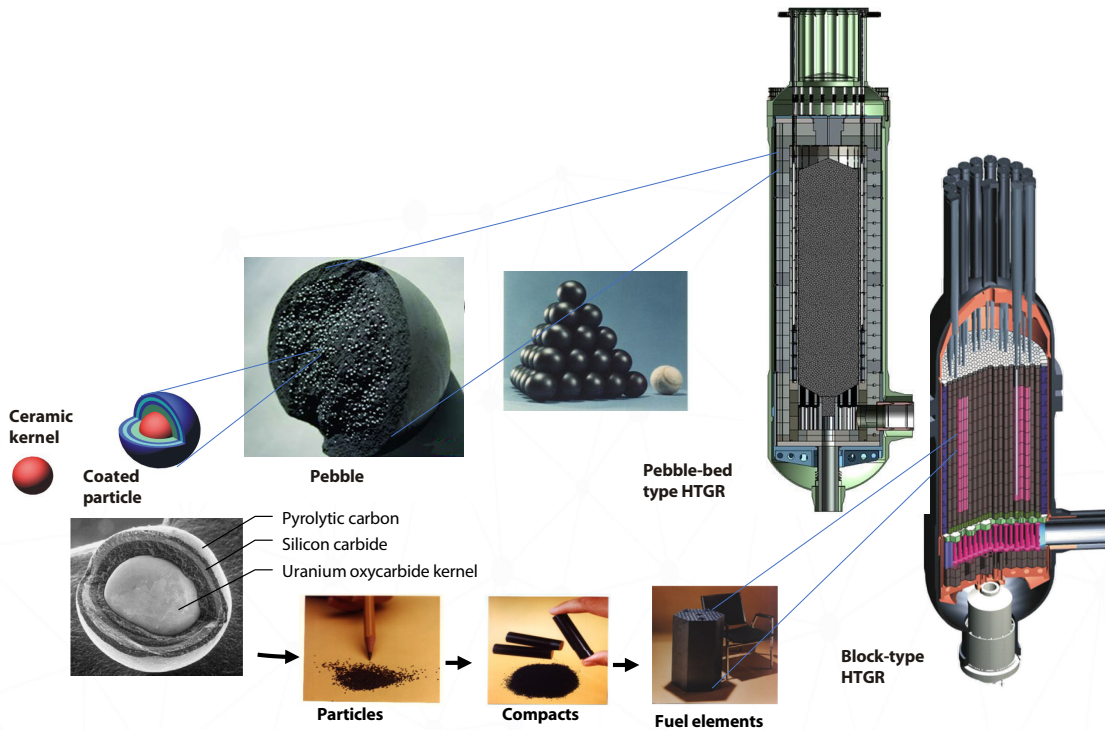 Ceramic
kernel
Coated
particle
Pebble
Pebble-bed
type HTGR
Pyrolytic carbon
Silicon carbide
Uranium oxycarbide kernel
Block-type
HTGR
Particles
Compacts
Fuel elements